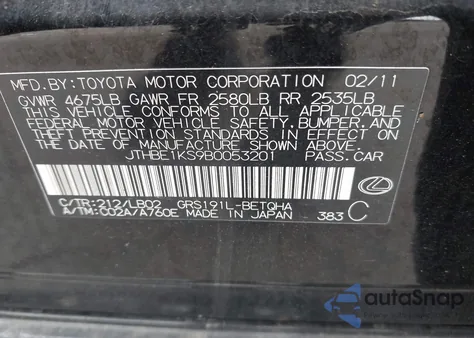 MFD. BY: TOYOTA MOTOR CORPORATION 02/11
GVWR 4675LB GAWR FR 2580LB RR 2535LB
THIS VEHICLE CONFORMS TO ALL APPLICABLE
FEDERAL MOTOR VEHICLE SAFETY, BUMPER, AND
THEFT PREVENTION STANDARDS IN EFFECT ON
THE DATE OF MANUFACTURE SHOWN ABOVE.
JTHBE1KS9B0053201 PASS. CAR
C/TR: 212/LB02 GRS191L-BETQHA
A/TM: C02A/A760E MADE IN JAPAN 383 C
autoSnap